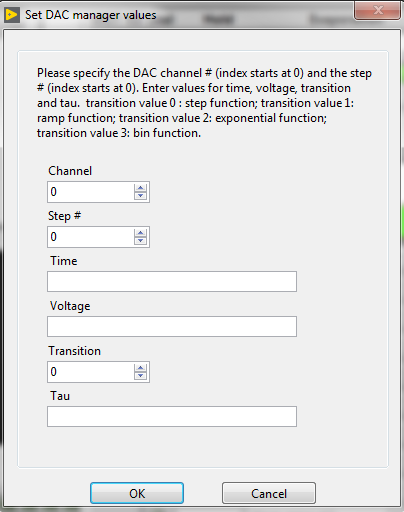 Set DAC manager values
Please specify the DAC channel # (index starts at 0) and the step
# (index starts at 0). Enter values for time, voltage, transition
and tau.  transition value 0 : step function; transition value 1:
ramp function; transition value 2: exponential function;
transition value 3: bin function.
Channel
0
Step #
0
Time
Voltage
Transition
0
Tau
OK
Cancel